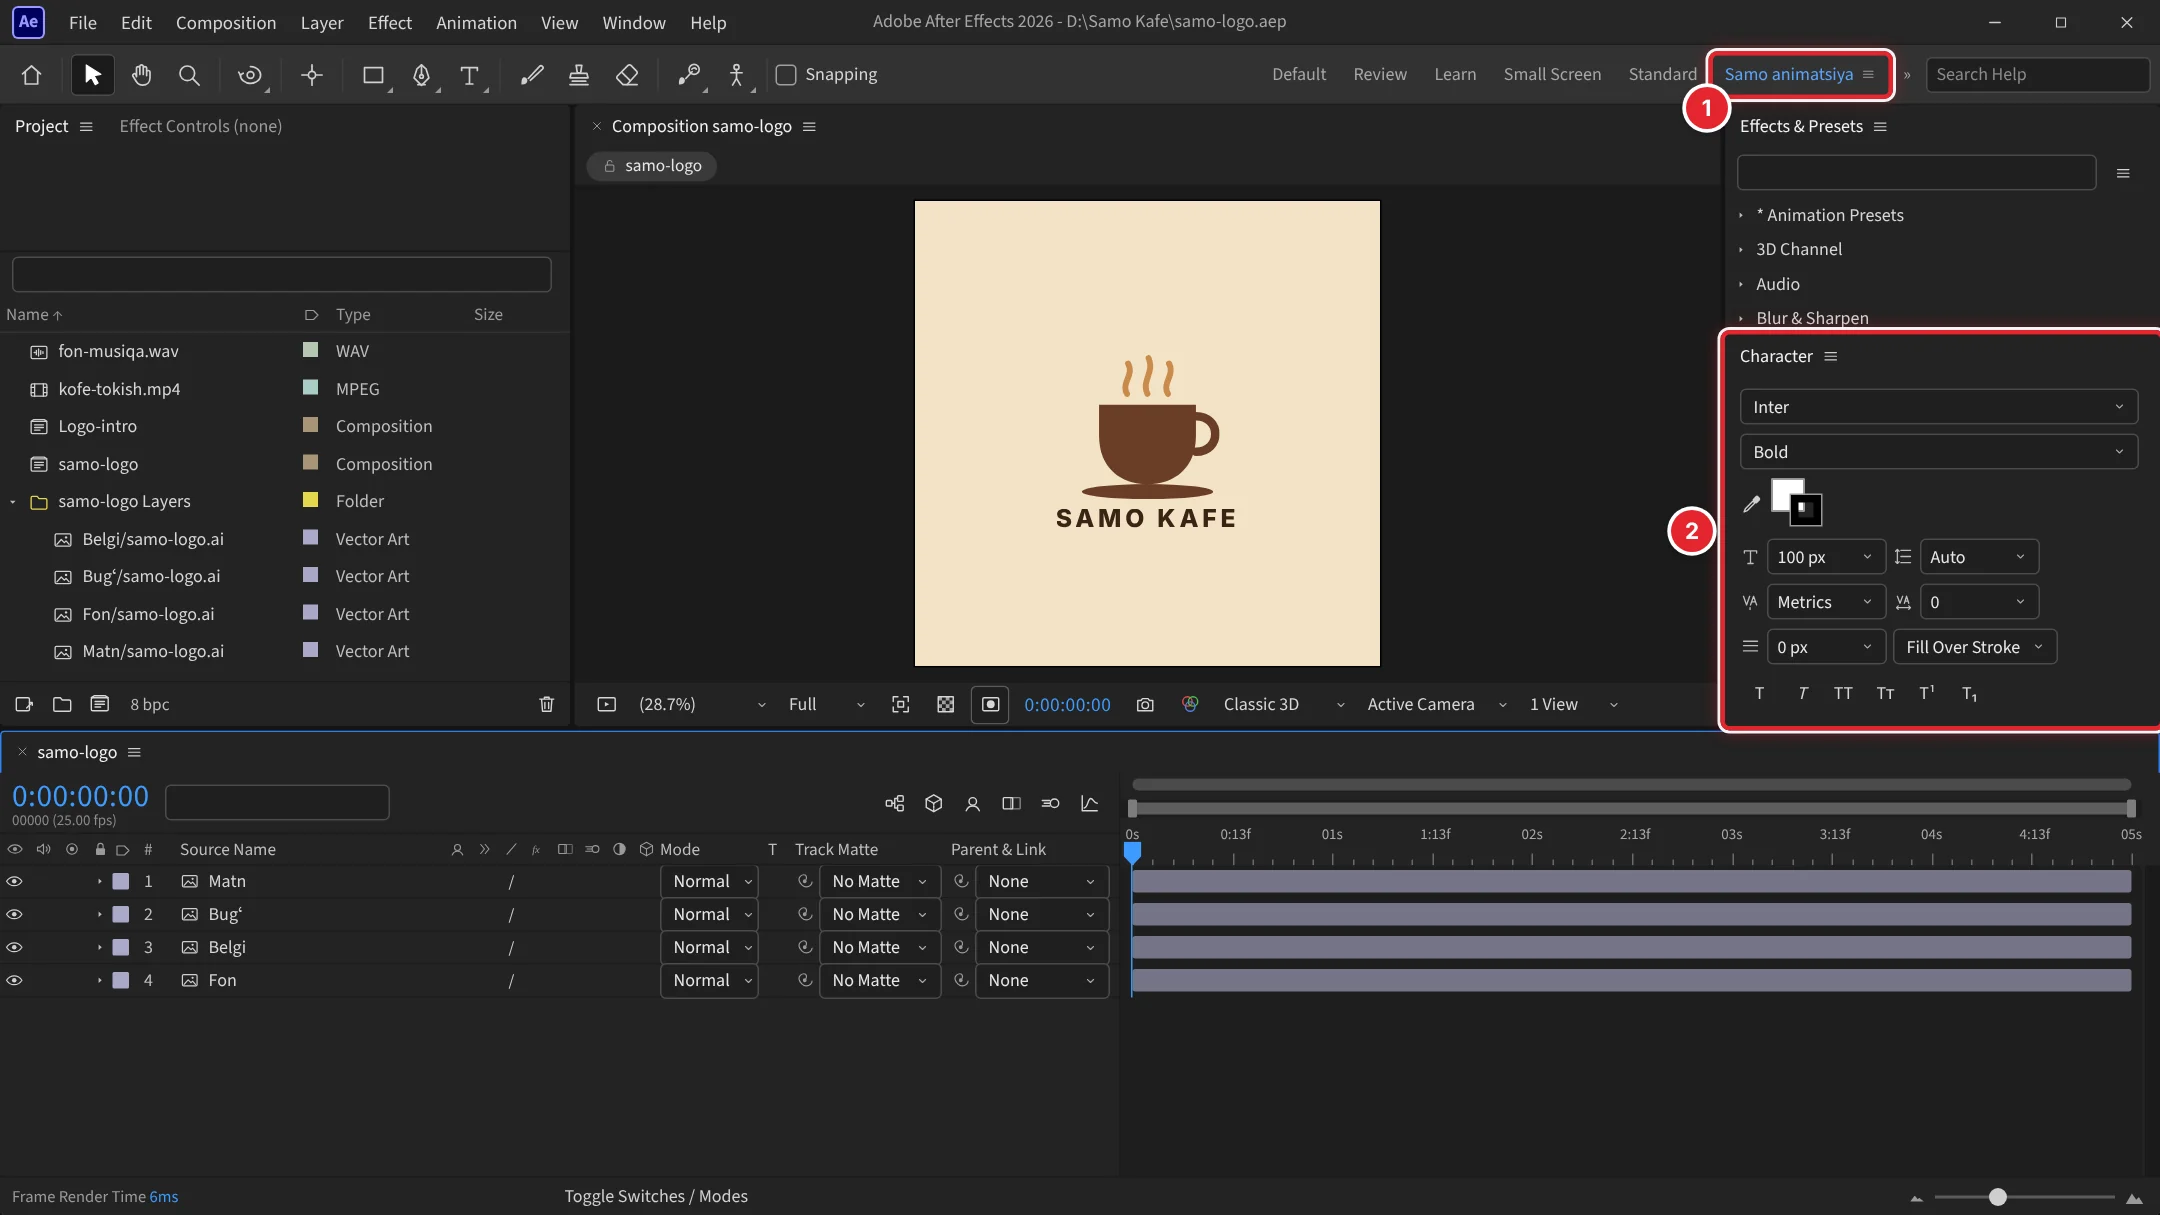 Ae File Edit Composition Layer Effect Animation View Window Help Adobe After Effects 2026 - D:\Samo Kafe\samo-logo.aep
Snapping Default Review Learn Small Screen Standard Samo animatsiya » Search Help
1
Project Effect Controls (none)
Composition samo-logo
samo-logo
Effects & Presets
* Animation Presets
3D Channel
Audio
Blur & Sharpen
Name Type Size
fon-musiqa.wav WAV
kofe-tokish.mp4 MPEG
Logo-intro Composition
samo-logo Composition
samo-logo Layers Folder
Belgi/samo-logo.ai Vector Art
Bugʻ/samo-logo.ai Vector Art
Fon/samo-logo.ai Vector Art
Matn/samo-logo.ai Vector Art
8 bpc
SAMO KAFE
(28.7%) Full 0:00:00:00 Classic 3D Active Camera 1 View
2
Character
Inter
Bold
100 px Auto
Metrics 0
0 px Fill Over Stroke
T T TT Tт T¹ T₁
samo-logo
0:00:00:00
00000 (25.00 fps)
0s 0:13f 01s 1:13f 02s 2:13f 03s 3:13f 04s 4:13f 05s
# Source Name fx Mode T Track Matte Parent & Link
1 Matn / Normal No Matte None
2 Bugʻ / Normal No Matte None
3 Belgi / Normal No Matte None
4 Fon / Normal No Matte None
Frame Render Time 6ms Toggle Switches / Modes